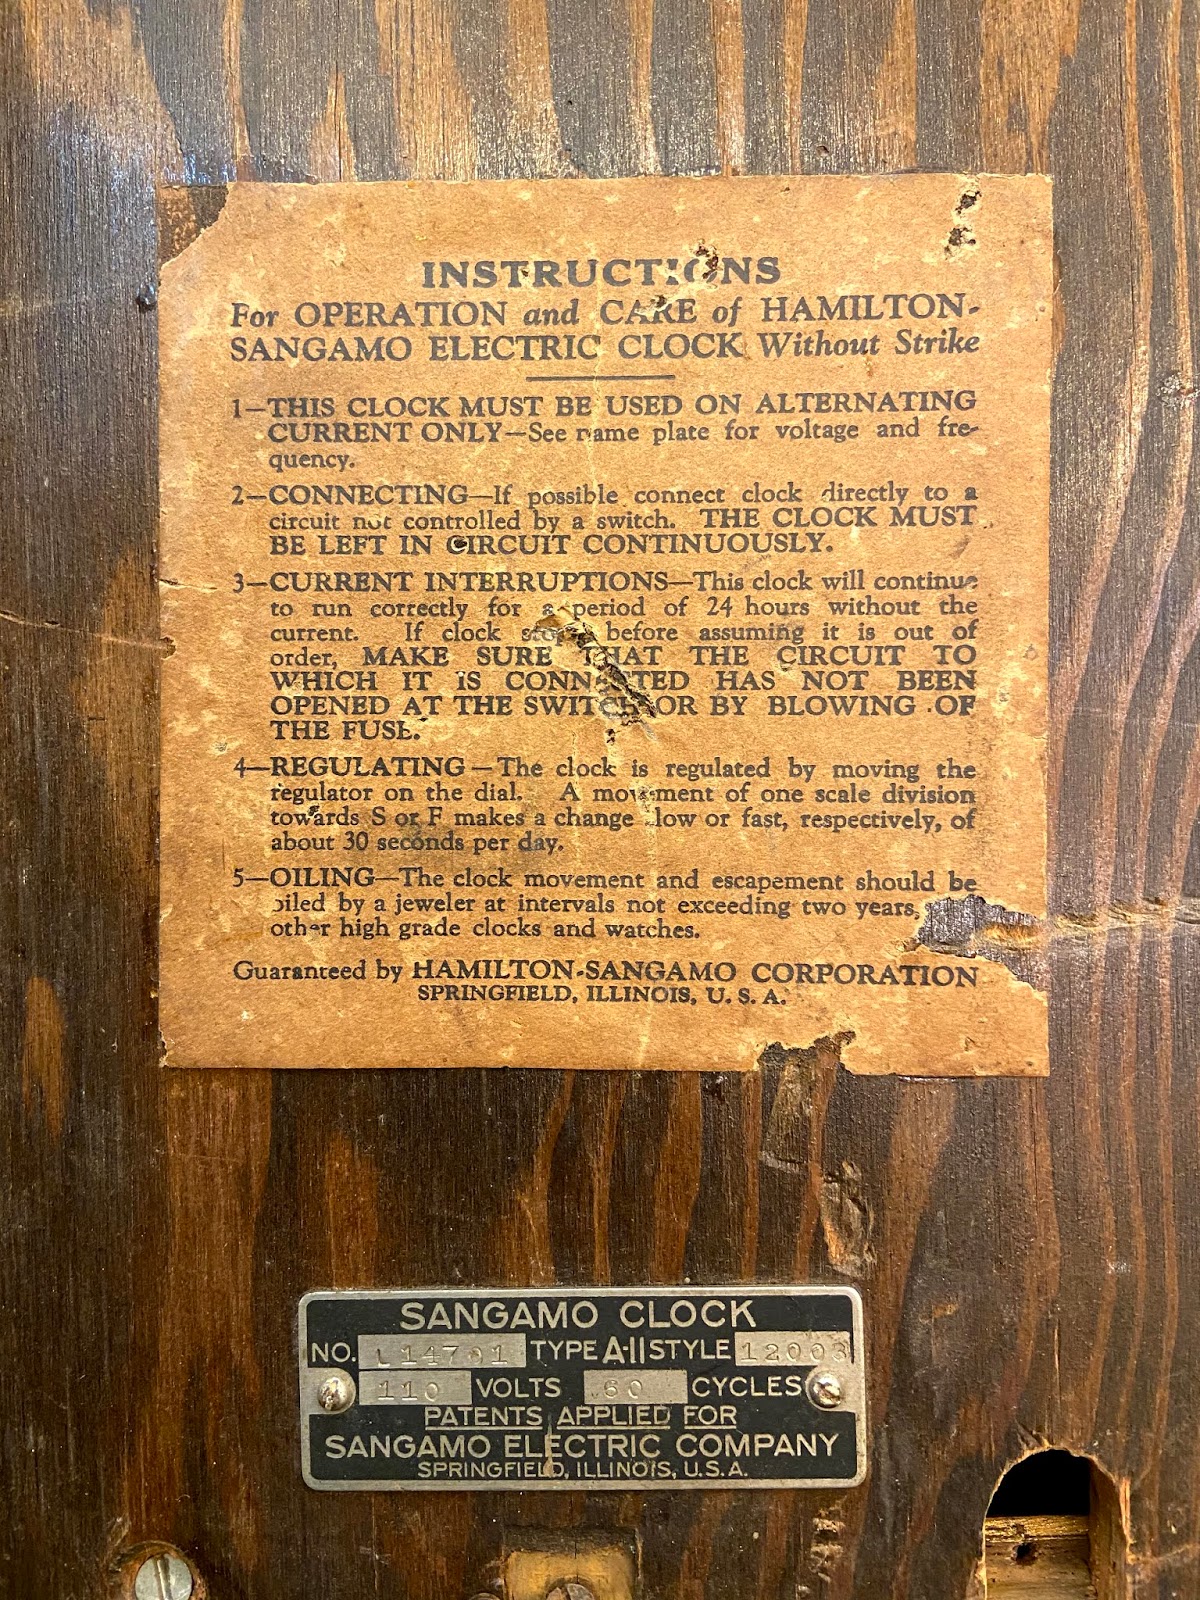 INSTRUCTIONS
For OPERATION and CARE of HAMILTON-
SANGAMO ELECTRIC CLOCK Without Strike
1—THIS CLOCK MUST BE USED ON ALTERNATING
CURRENT ONLY—See name plate for voltage and fre-
quency.
2—CONNECTING—If possible connect clock directly to a
circuit not controlled by a switch. THE CLOCK MUST
BE LEFT IN CIRCUIT CONTINUOUSLY.
3—CURRENT INTERRUPTIONS—This clock will continue
to run correctly for a period of 24 hours without the
current. If clock stops before assuming it is out of
order, MAKE SURE THAT THE CIRCUIT TO
WHICH IT IS CONNECTED HAS NOT BEEN
OPENED AT THE SWITCH OR BY BLOWING OF
THE FUSE.
4—REGULATING—The clock is regulated by moving the
regulator on the dial. A movement of one scale division
towards S or F makes a change slow or fast, respectively, of
about 30 seconds per day.
5—OILING—The clock movement and escapement should be
oiled by a jeweler at intervals not exceeding two years,
other high grade clocks and watches.
Guaranteed by HAMILTON-SANGAMO CORPORATION
SPRINGFIELD, ILLINOIS, U. S. A.
SANGAMO CLOCK
NO. TYPE A-11 STYLE 12003
110 VOLTS 60 CYCLES
PATENTS APPLIED FOR
SANGAMO ELECTRIC COMPANY
SPRINGFIELD, ILLINOIS, U.S.A.